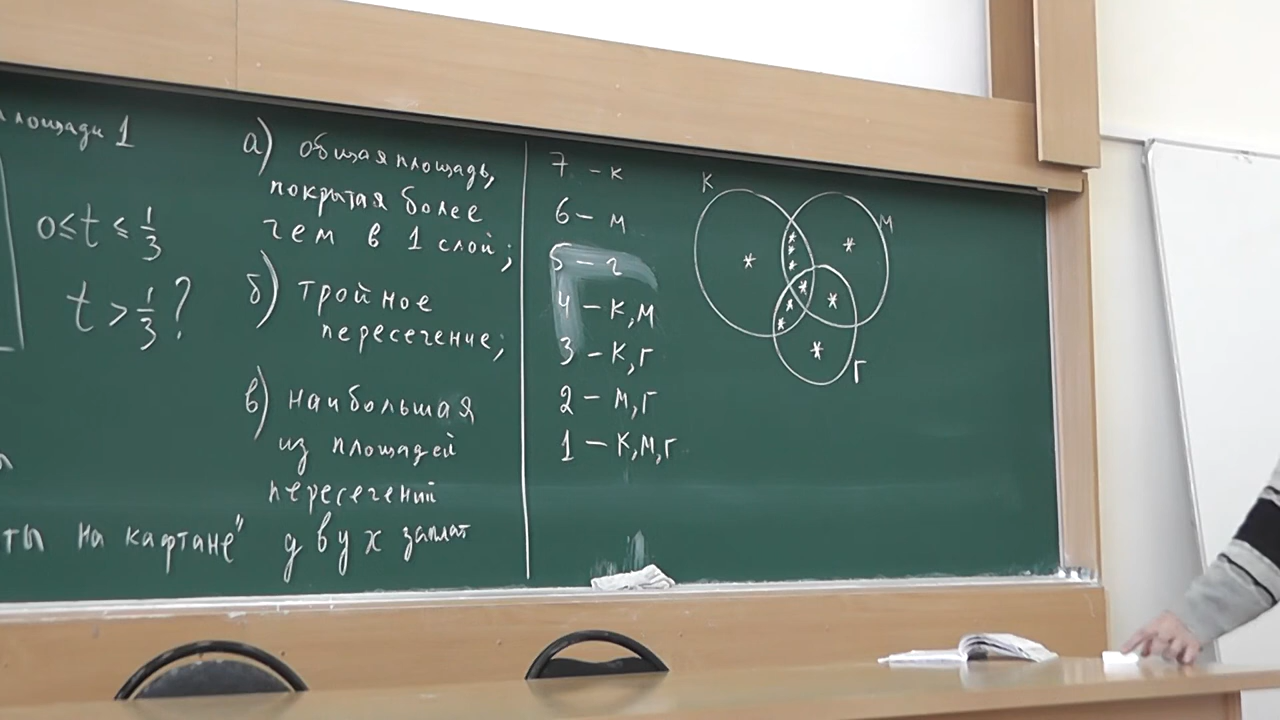 площади 1
0≤t≤1/3
t>1/3?
ты на кафтане"
а) общая площадь,
покрытая более
чем в 1 слой;
б) тройное
пересечение;
в) наибольшая
из площадей
пересечений
двух заплат
7 - к
6 - м
5 - г
4 - К, М
3 - К, Г
2 - М, Г
1 - К, М, Г
К
М
Г